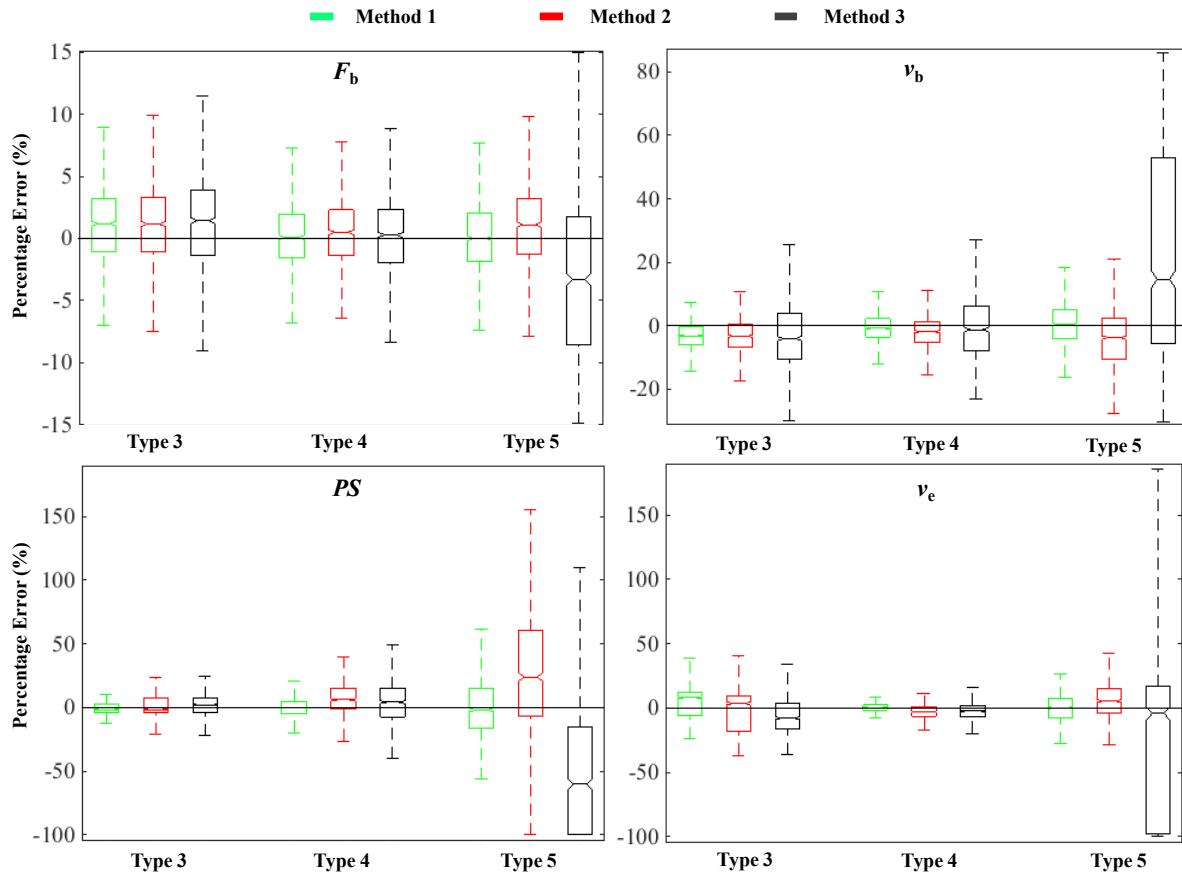 Method 1 Method 2 Method 3
F_b
v_b
Percentage Error (%)
15
10
5
0
-5
-10
-15
80
60
40
20
0
-20
Type 3 Type 4 Type 5
Type 3 Type 4 Type 5
PS
v_e
Percentage Error (%)
150
100
50
0
-50
-100
150
100
50
0
-50
-100
Type 3 Type 4 Type 5
Type 3 Type 4 Type 5